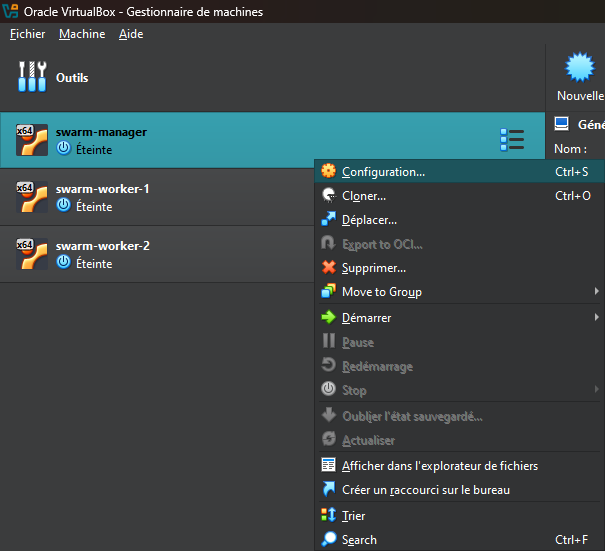 Oracle VirtualBox - Gestionnaire de machines
Fichier Machine Aide
Outils
Nouvelle
x64 swarm-manager
Éteinte
Géné
Nom :
x64 swarm-worker-1
Éteinte
x64 swarm-worker-2
Éteinte
Configuration... Ctrl+S
Cloner... Ctrl+O
Déplacer...
Export to OCI...
Supprimer...
Move to Group
Démarrer
Pause
Redémarrage
Stop
Oublier l'état sauvegardé...
Actualiser
Afficher dans l'explorateur de fichiers
Créer un raccourci sur le bureau
Trier
Search Ctrl+F